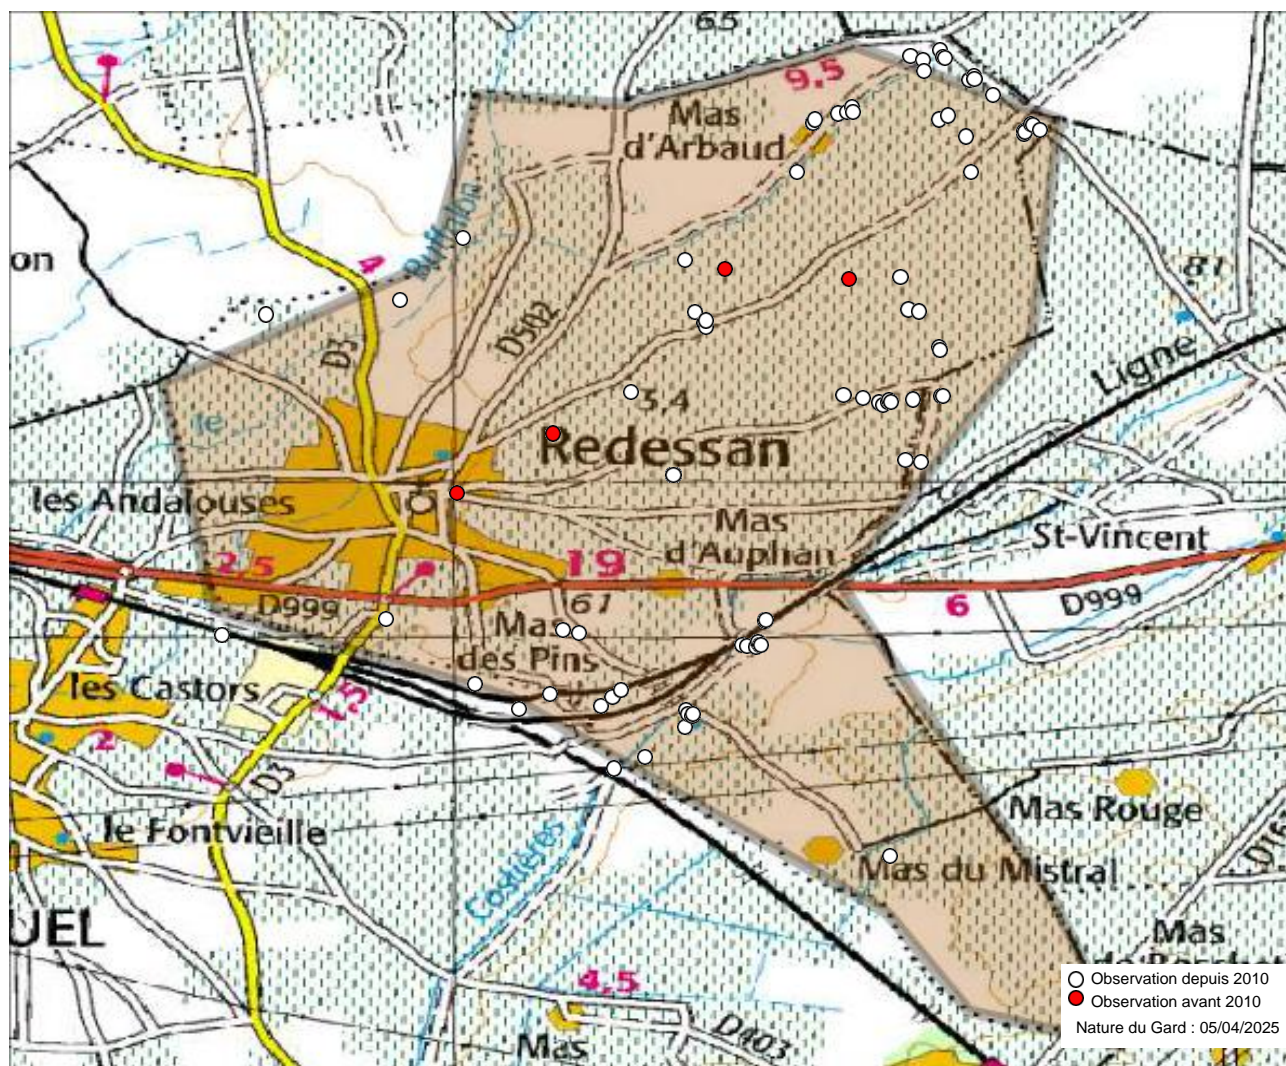 65
9.5
Mas
d'Arbaud
Buffalon
on
4
81
D3
D502
Ligne
3.4
le
Redessan
les Andalouses
Mas
d'Auphan
St-Vincent
2,5
19
D999
61
6
D999
Mas
des Pins
les Castors
1,5
2
D3
Mas Rouge
le Fontvieille
Costières
Mas du Mistral
UEL
Mas
4,5
D403
Mas
Observation depuis 2010
Observation avant 2010
Nature du Gard : 05/04/2025